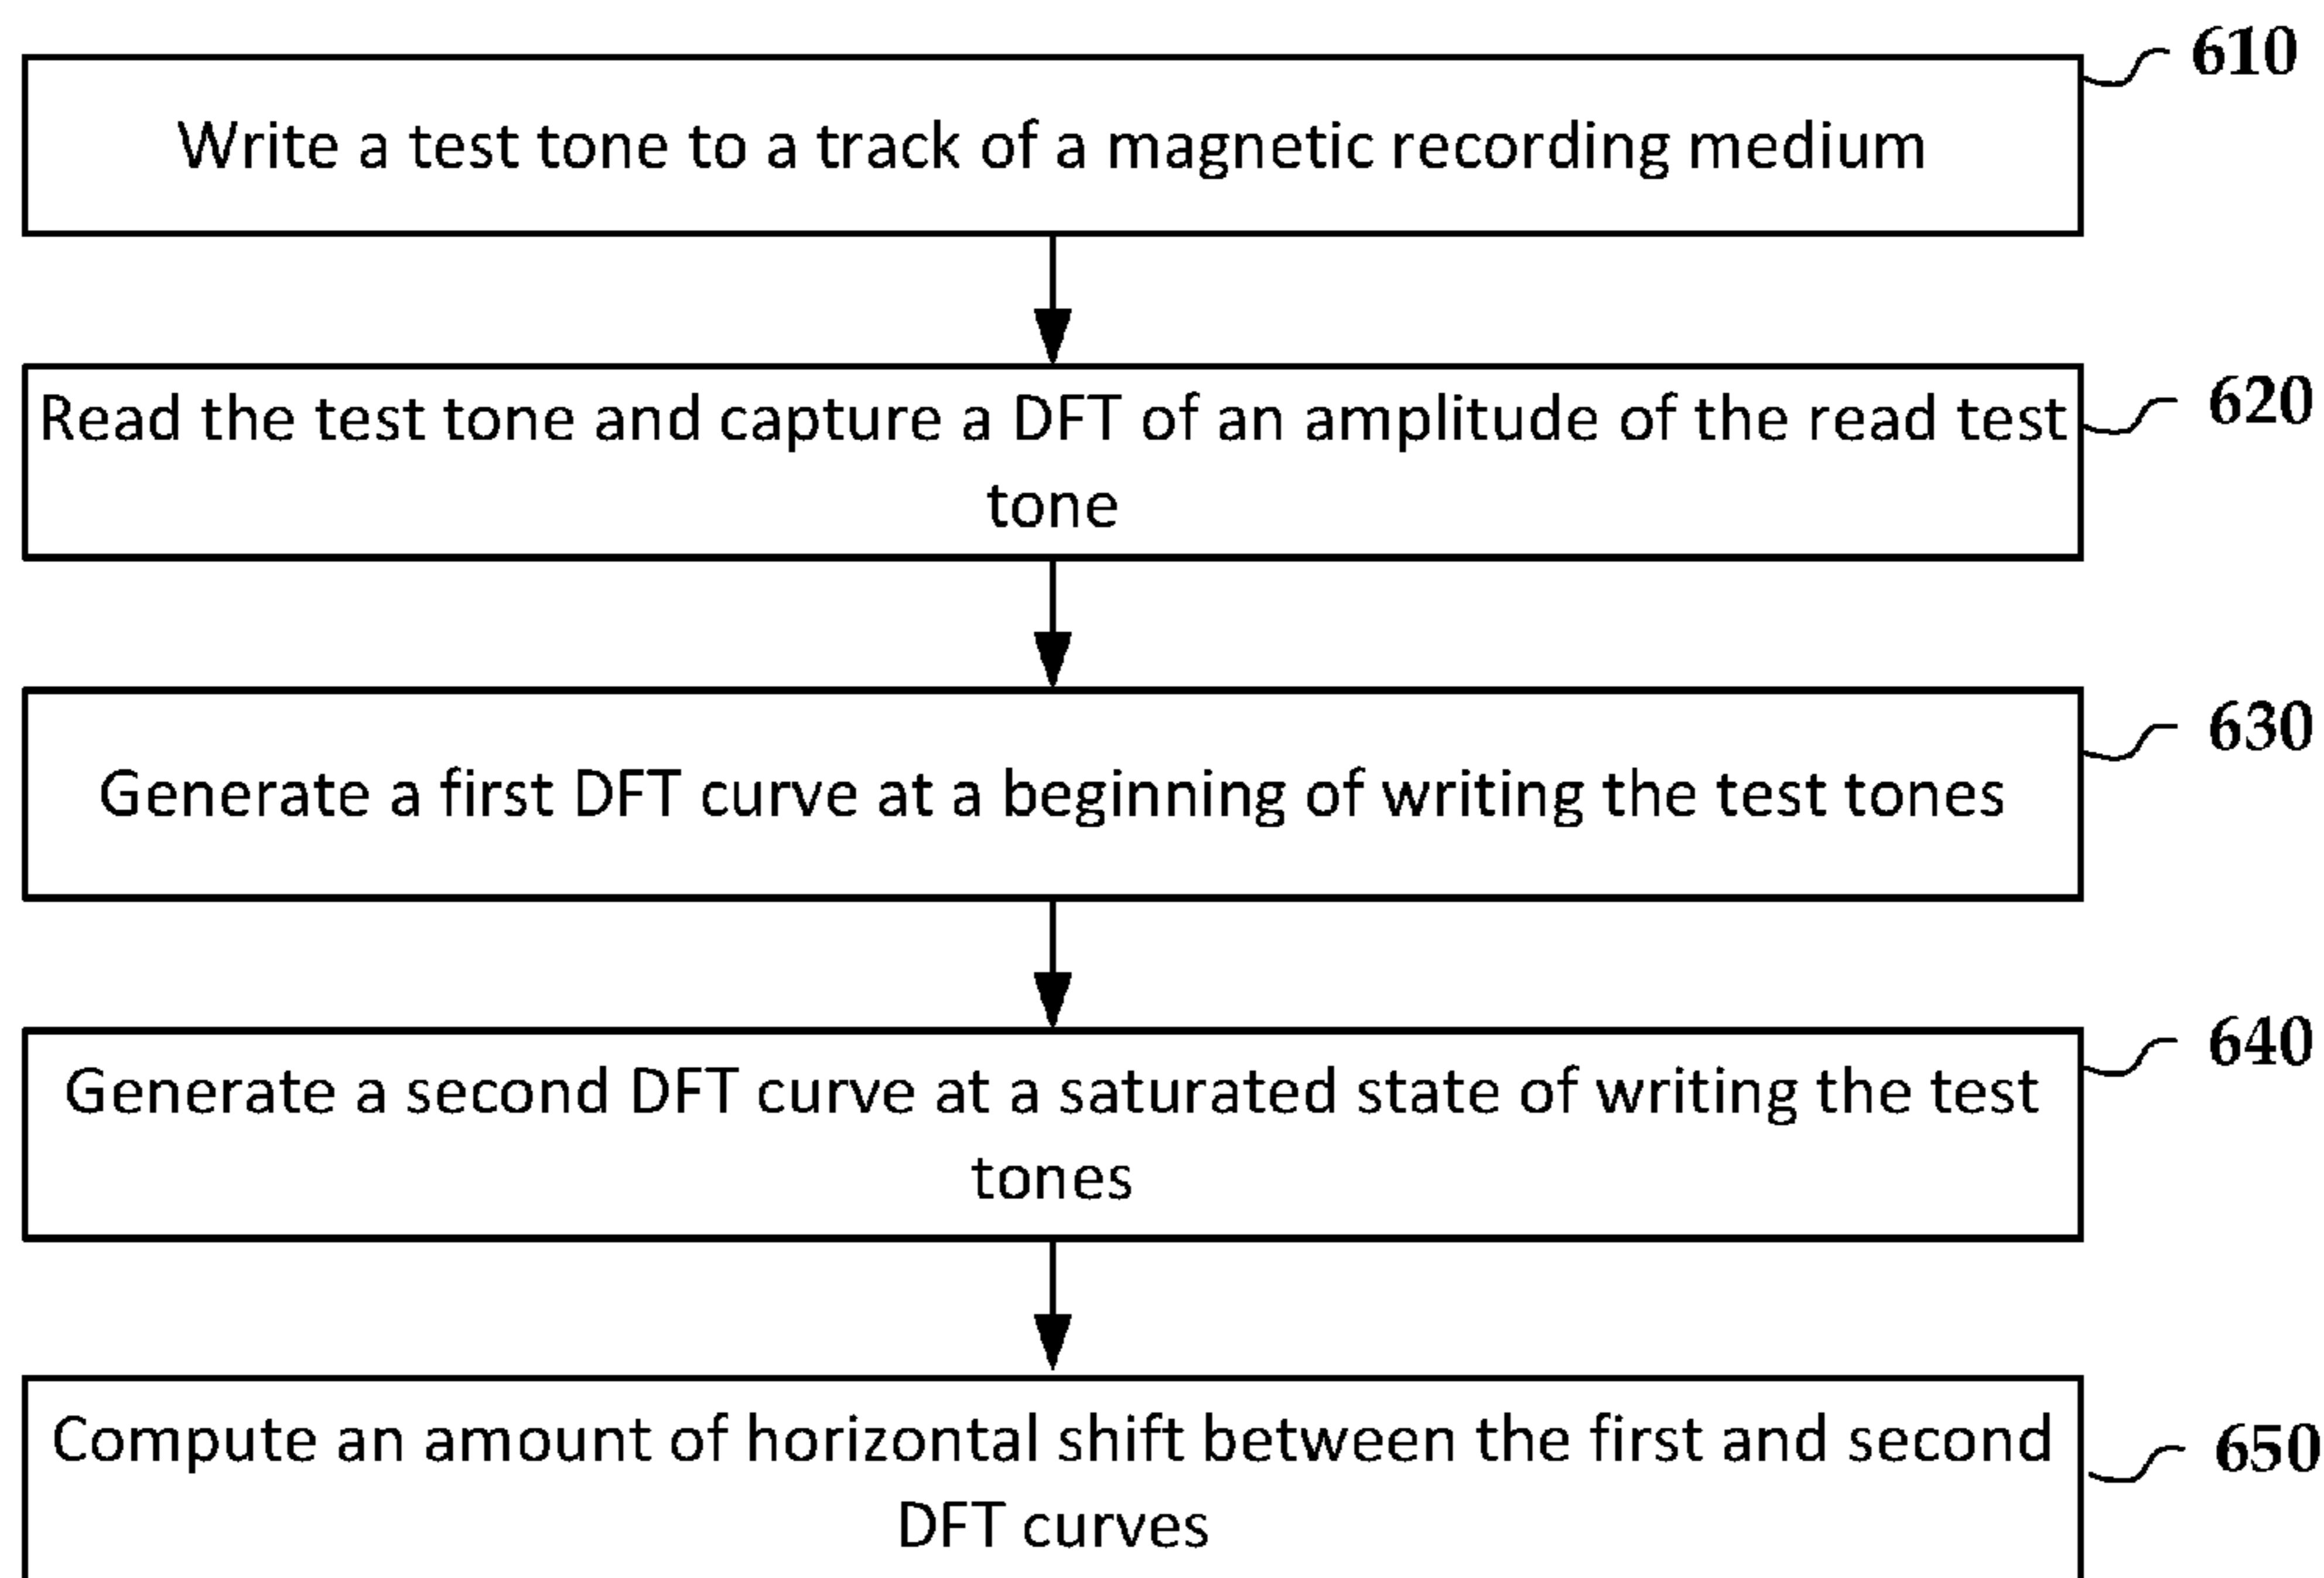 610
Write a test tone to a track of a magnetic recording medium
Read the test tone and capture a DFT of an amplitude of the read test
620
tone
630
Generate a first DFT curve at a beginning of writing the test tones
640
Generate a second DFT curve at a saturated state of writing the test
tones
Compute an amount of horizontal shift between the first and second
650
DFT curves